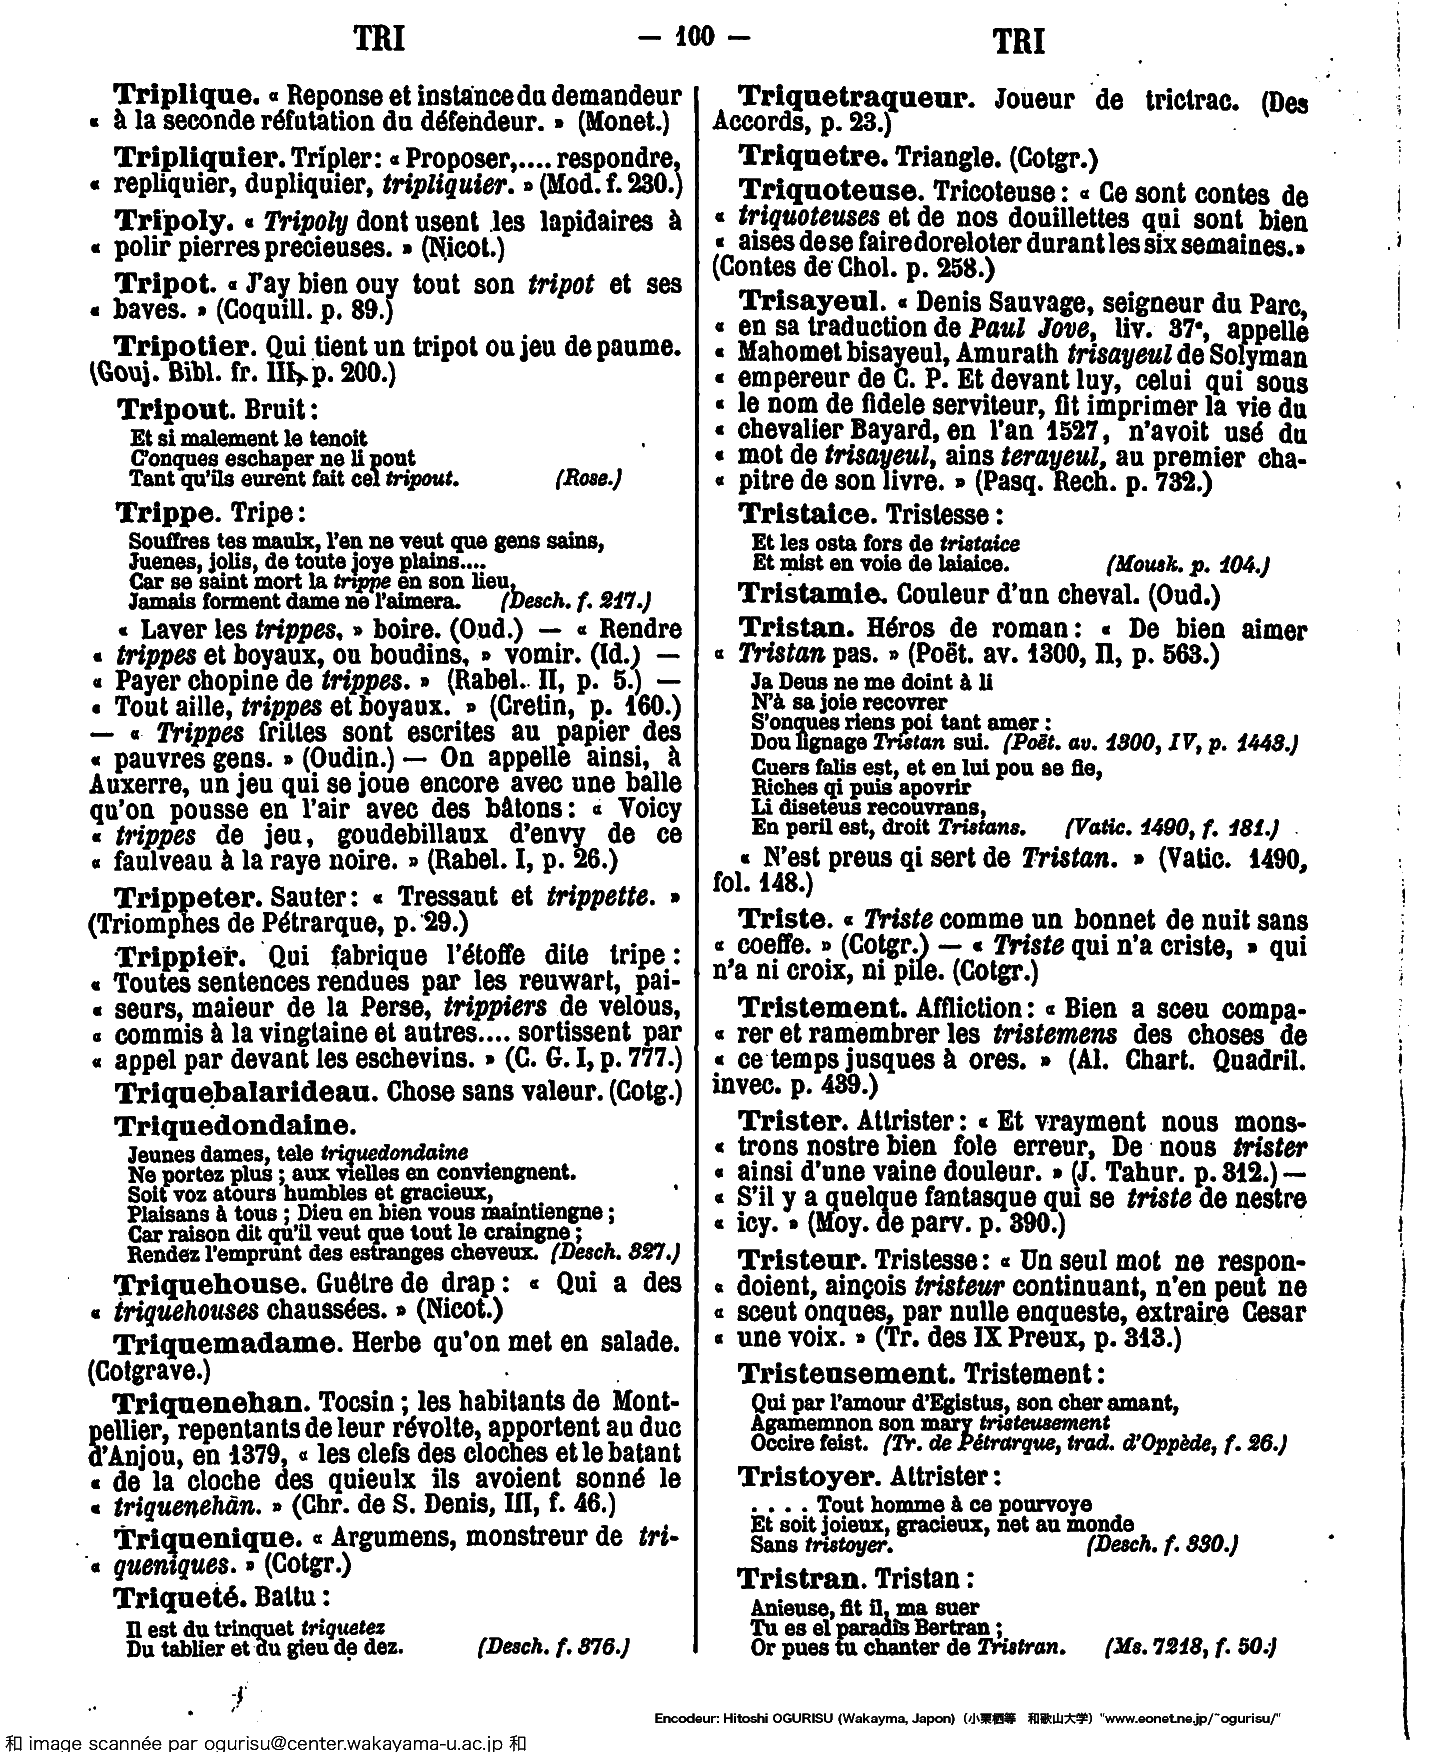 TRI — 100 — TRI
Triplique. « Reponse et instance du demandeur
« à la seconde réfutation du défendeur. » (Monet.)
Tripliquier. Tripler : « Proposer,.... respondre,
« repliquier, dupliquier, tripliquier. » (Mod. f. 230.)
Tripoly. « Tripoly dont usent les lapidaires à
« polir pierres precieuses. » (Nicot.)
Tripot. « J'ay bien ouy tout son tripot et ses
« baves. » (Coquill. p. 89.)
Tripotier. Qui tient un tripot ou jeu de paume.
(Gouj. Bibl. fr. III, p. 200.)
Tripout. Bruit :
Et si malement le tenoit
C'onques eschaper ne li pout
Tant qu'ils eurent fait cel tripout. (Rose.)
Trippe. Tripe :
Souffres tes maulx, l'en ne veut que gens sains,
Juenes, jolis, de toute joye plains....
Car se saint mort la trippe en son lieu,
Jamais forment dame ne l'aimera. (Desch. f. 217.)
« Laver les trippes, » boire. (Oud.) — « Rendre
« trippes et boyaux, ou boudins, » vomir. (Id.) —
« Payer chopine de trippes. » (Rabel. II, p. 5.) —
« Tout aille, trippes et boyaux. » (Cretin, p. 160.)
— « Trippes frittes sont escrites au papier des
« pauvres gens. » (Oudin.) — On appelle ainsi, à
Auxerre, un jeu qui se joue encore avec une balle
qu'on pousse en l'air avec des bâtons : « Voicy
« trippes de jeu, goudebillaux d'envy de ce
« faulveau à la raye noire. » (Rabel. I, p. 26.)
Trippeter. Sauter : « Tressaut et trippette. »
(Triomphes de Pétrarque, p. 29.)
Trippier. Qui fabrique l'étoffe dite tripe :
« Toutes sentences rendues par les reuwart, pai-
« seurs, maieur de la Perse, trippiers de velous,
« commis à la vingtaine et autres.... sortissent par
« appel par devant les eschevins. » (C. G. I, p. 777.)
Triquebalarideau. Chose sans valeur. (Cotg.)
Triquedondaine.
Jeunes dames, tele triquedondaine
Ne portez plus ; aux vielles en conviengnent.
Soit voz atours humbles et gracieux,
Plaisans à tous ; Dieu en bien vous maintiengne ;
Car raison dit qu'il veut que tout le craingne ;
Rendez l'emprunt des estranges cheveux. (Desch. 327.)
Triquehouse. Guêtre de drap : « Qui a des
« triquehouses chaussées. » (Nicot.)
Triquemadame. Herbe qu'on met en salade.
(Cotgrave.)
Triquenehan. Tocsin ; les habitants de Mont-
pellier, repentants de leur révolte, apportent au duc
d'Anjou, en 1379, « les clefs des cloches et le batant
« de la cloche des quieulx ils avoient sonné le
« triquenehàn. » (Chr. de S. Denis, III, f. 46.)
Triquenique. « Argumens, monstreur de tri-
« queniques. » (Cotgr.)
Triqueté. Battu :
Il est du trinquet triquetez
Du tablier et du gieu de dez. (Desch. f. 376.)
Triquetraqueur. Joueur de trictrac. (Des
Accords, p. 23.)
Triquetre. Triangle. (Cotgr.)
Triquoteuse. Tricoteuse : « Ce sont contes de
« triquoteuses et de nos douillettes qui sont bien
« aises de se faire doreloter durant les six semaines. »
(Contes de Chol. p. 258.)
Trisayeul. « Denis Sauvage, seigneur du Parc,
« en sa traduction de Paul Jove, liv. 37e, appelle
« Mahomet bisayeul, Amurath trisayeul de Solyman
« empereur de C. P. Et devant luy, celui qui sous
« le nom de fidele serviteur, fit imprimer la vie du
« chevalier Bayard, en l'an 1527, n'avoit usé du
« mot de trisayeul, ains terayeul, au premier cha-
« pitre de son livre. » (Pasq. Rech. p. 732.)
Tristaice. Tristesse :
Et les osta fors de tristaice
Et mist en voie de laiaice. (Mousk. p. 104.)
Tristamie. Couleur d'un cheval. (Oud.)
Tristan. Héros de roman : « De bien aimer
« Tristan pas. » (Poët. av. 1300, II, p. 563.)
Ja Deus ne me doint à li
N'à sa joie recovrer
S'onques riens poi tant amer :
Dou lignage Tristan sui. (Poët. av. 1300, IV, p. 1443.)
Cuers falis est, et en lui pou se fie,
Riches qi puis apovrir
Li diseteus recouvrans,
En peril est, droit Tristans. (Vatic. 1490, f. 181.)
« N'est preus qi sert de Tristan. » (Vatic. 1490,
fol. 148.)
Triste. « Triste comme un bonnet de nuit sans
« coeffe. » (Cotgr.) — « Triste qui n'a criste, » qui
n'a ni croix, ni pile. (Cotgr.)
Tristement. Affliction : « Bien a sceu compa-
« rer et ramembrer les tristemens des choses de
« ce temps jusques à ores. » (Al. Chart. Quadril.
invec. p. 439.)
Trister. Attrister : « Et vrayment nous mons-
« trons nostre bien fole erreur, De nous trister
« ainsi d'une vaine douleur. » (J. Tahur. p. 312.) —
« S'il y a quelque fantasque qui se triste de nestre
« icy. » (Moy. de parv. p. 390.)
Tristeur. Tristesse : « Un seul mot ne respon-
« doient, ainçois tristeur continuant, n'en peut ne
« sceut onques, par nulle enqueste, extraire Cesar
« une voix. » (Tr. des IX Preux, p. 313.)
Tristeusement. Tristement :
Qui par l'amour d'Egistus, son cher amant,
Agamemnon son mary tristeusement
Occire feist. (Tr. de Pétrarque, trad. d'Oppède, f. 26.)
Tristoyer. Attrister :
. . . . Tout homme à ce pourvoye
Et soit joieux, gracieux, net au monde
Sans tristoyer. (Desch. f. 330.)
Tristran. Tristan :
Anieuse, fit il, ma suer
Tu es el paradis Bertran ;
Or pues tu chanter de Tristran. (Ms. 7218, f. 50.)
Encodeur: Hitoshi OGURISU (Wakayma, Japon) (小栗栖等 和歌山大学) "www.eonet.ne.jp/~ogurisu/"
和 image scannée par ogurisu@center.wakayama-u.ac.jp 和